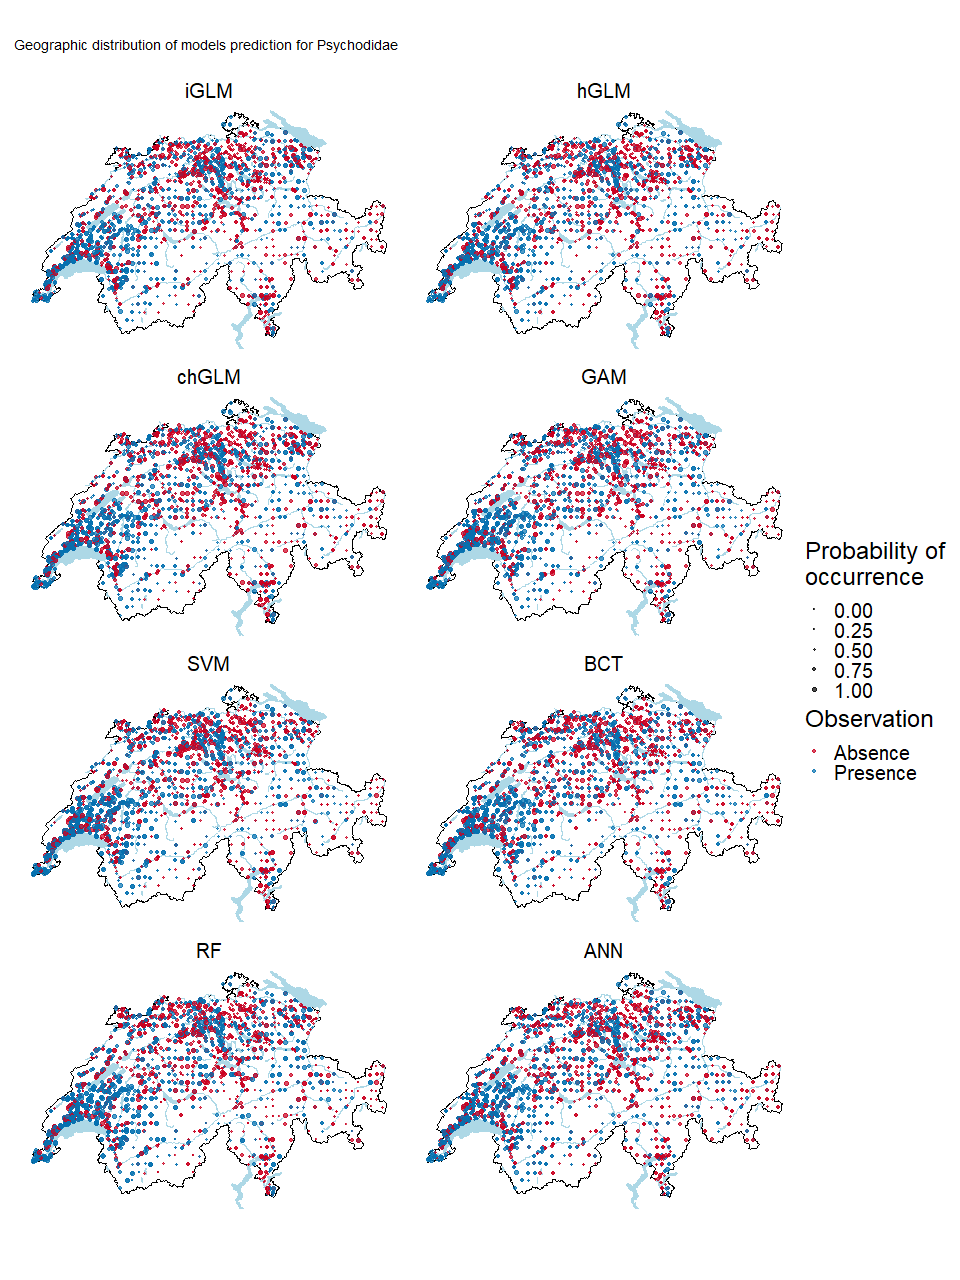 Geographic distribution of models prediction for Psychodidae
iGLM
hGLM
chGLM
GAM
SVM
BCT
RF
ANN
Probability of
occurrence
0.00
0.25
0.50
0.75
1.00
Observation
Absence
Presence